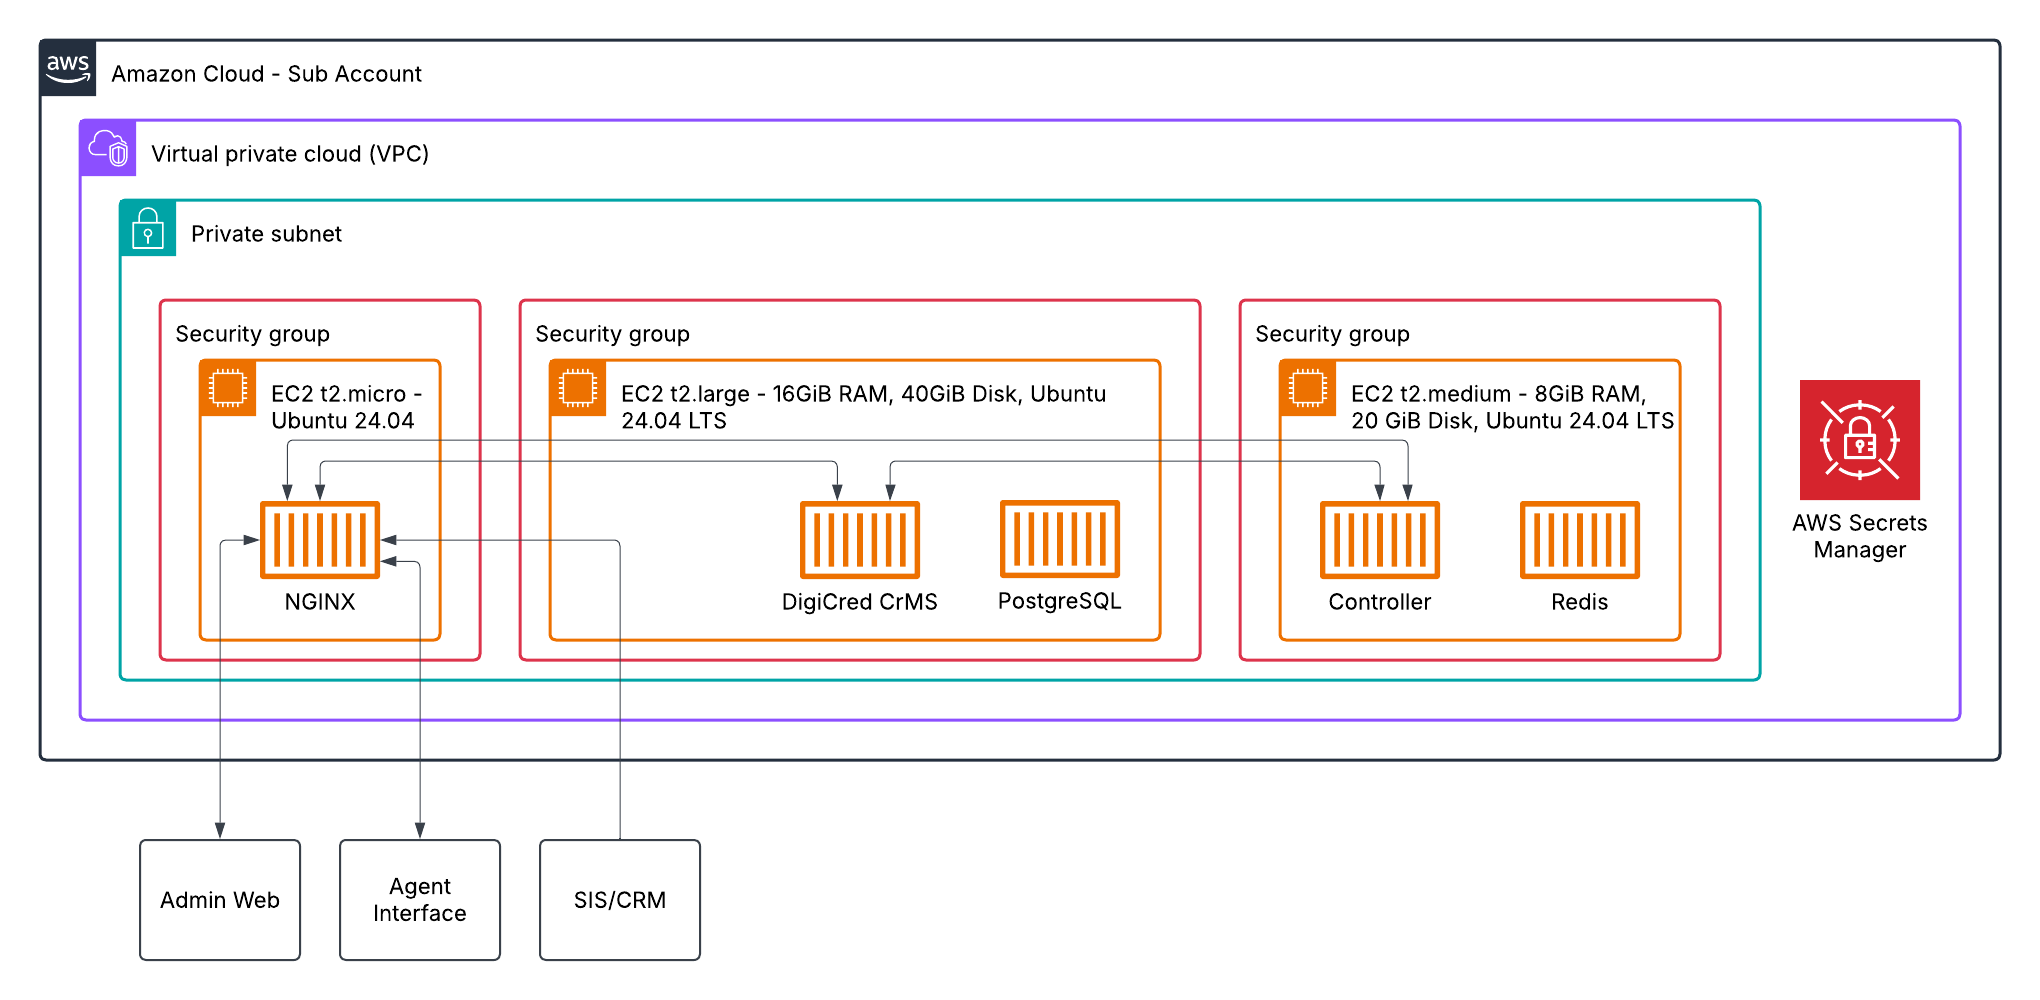 aws
Amazon Cloud - Sub Account
Virtual private cloud (VPC)
Private subnet
Security group
EC2 t2.micro -
Ubuntu 24.04
NGINX
Security group
EC2 t2.large - 16GiB RAM, 40GiB Disk, Ubuntu
24.04 LTS
DigiCred CrMS
PostgreSQL
Security group
EC2 t2.medium - 8GiB RAM,
20 GiB Disk, Ubuntu 24.04 LTS
Controller
Redis
AWS Secrets
Manager
Admin Web
Agent
Interface
SIS/CRM